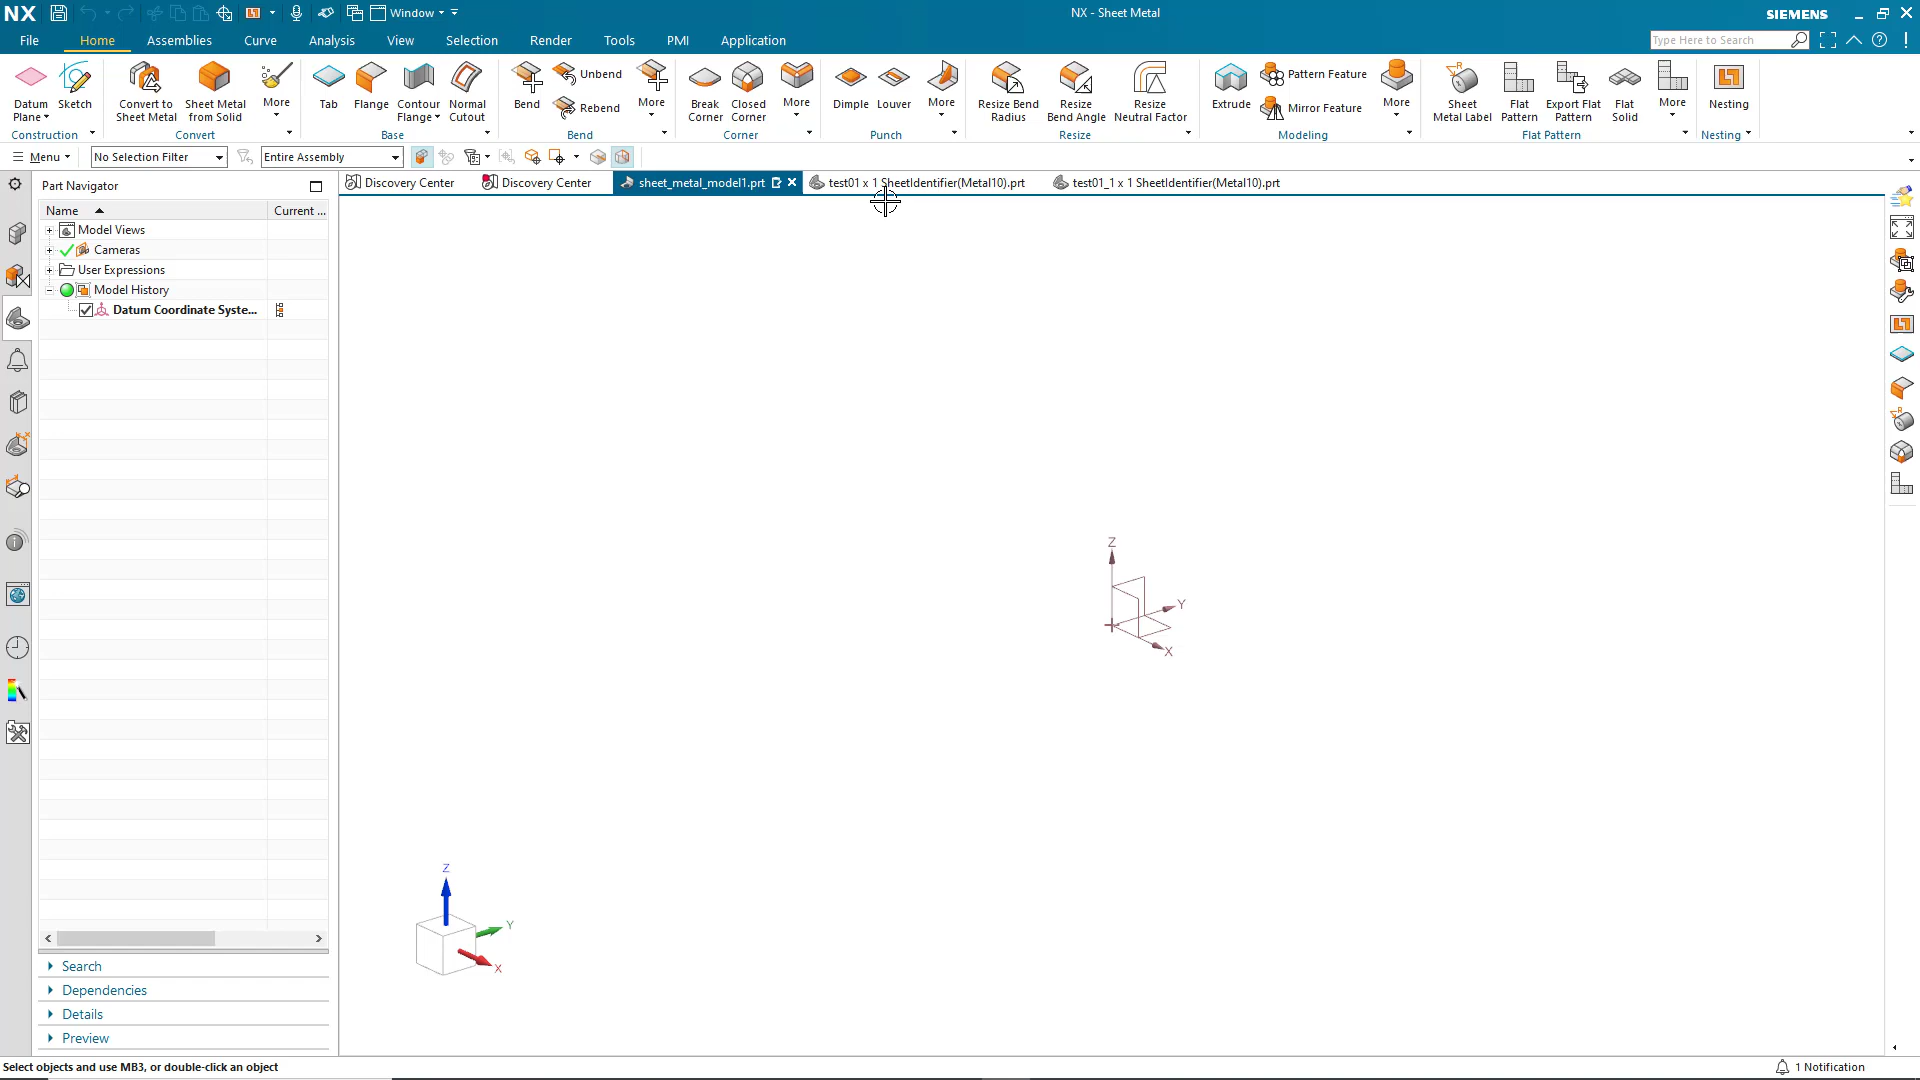 NX
Window
NX - Sheet Metal
SIEMENS
File
Home
Assemblies
Curve
Analysis
View
Selection
Render
Tools
PMI
Application
Type Here to Search
Datum Plane
Sketch
Construction
Convert to Sheet Metal
Sheet Metal from Solid
More
Convert
Tab
Flange
Contour Flange
Normal Cutout
Base
Bend
Unbend
Rebend
More
Bend
Break Corner
Closed Corner
More
Corner
Dimple
Louver
More
Punch
Resize Bend Radius
Resize Bend Angle
Resize Neutral Factor
Resize
Extrude
Pattern Feature
Mirror Feature
More
Modeling
Sheet Metal Label
Flat Pattern
Export Flat Pattern
Flat Solid
More
Flat Pattern
Nesting
Nesting
Menu
No Selection Filter
Entire Assembly
Part Navigator
Discovery Center
Discovery Center
sheet_metal_model1.prt
test01 x 1 SheetIdentifier(Metal10).prt
test01_1 x 1 SheetIdentifier(Metal10).prt
Name
Current ...
Model Views
Cameras
User Expressions
Model History
Datum Coordinate Syste...
Z
Y
X
Z
Y
X
Search
Dependencies
Details
Preview
Select objects and use MB3, or double-click an object
1 Notification